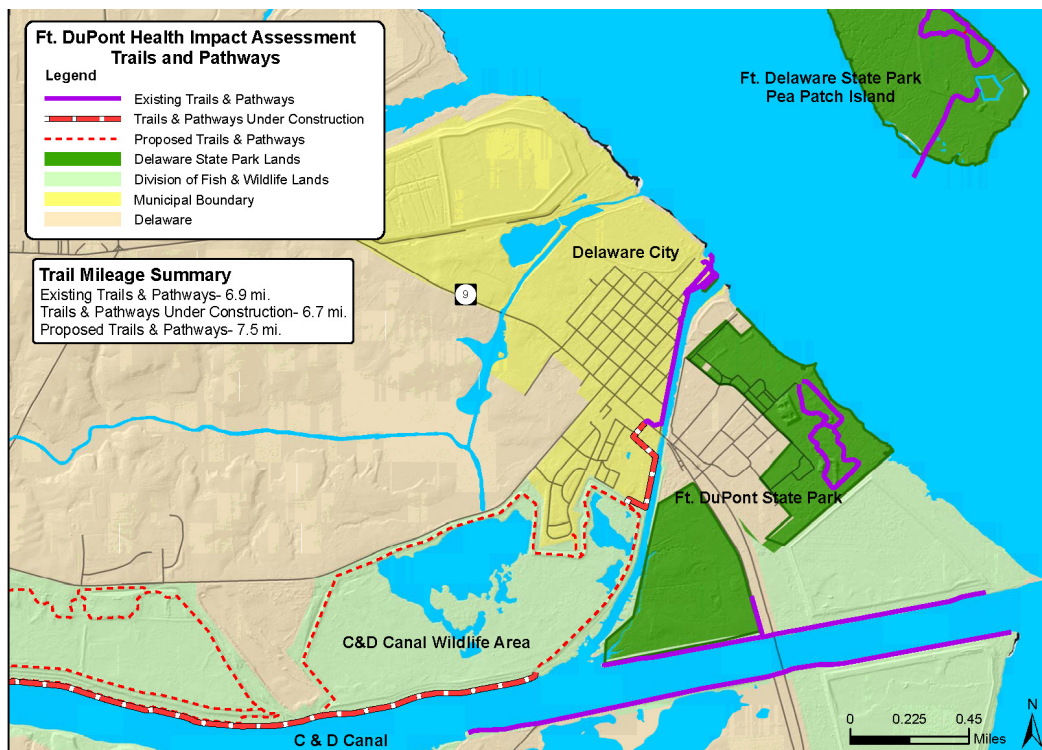 Ft. DuPont Health Impact Assessment
Trails and Pathways
Legend
Existing Trails & Pathways
Trails & Pathways Under Construction
Proposed Trails & Pathways
Delaware State Park Lands
Division of Fish & Wildlife Lands
Municipal Boundary
Delaware
Trail Mileage Summary
Existing Trails & Pathways- 6.9 mi.
Trails & Pathways Under Construction- 6.7 mi.
Proposed Trails & Pathways- 7.5 mi.
Ft. Delaware State Park
Pea Patch Island
Delaware City
9
Ft. DuPont State Park
C&D Canal Wildlife Area
C & D Canal
0 0.225 0.45
Miles
N